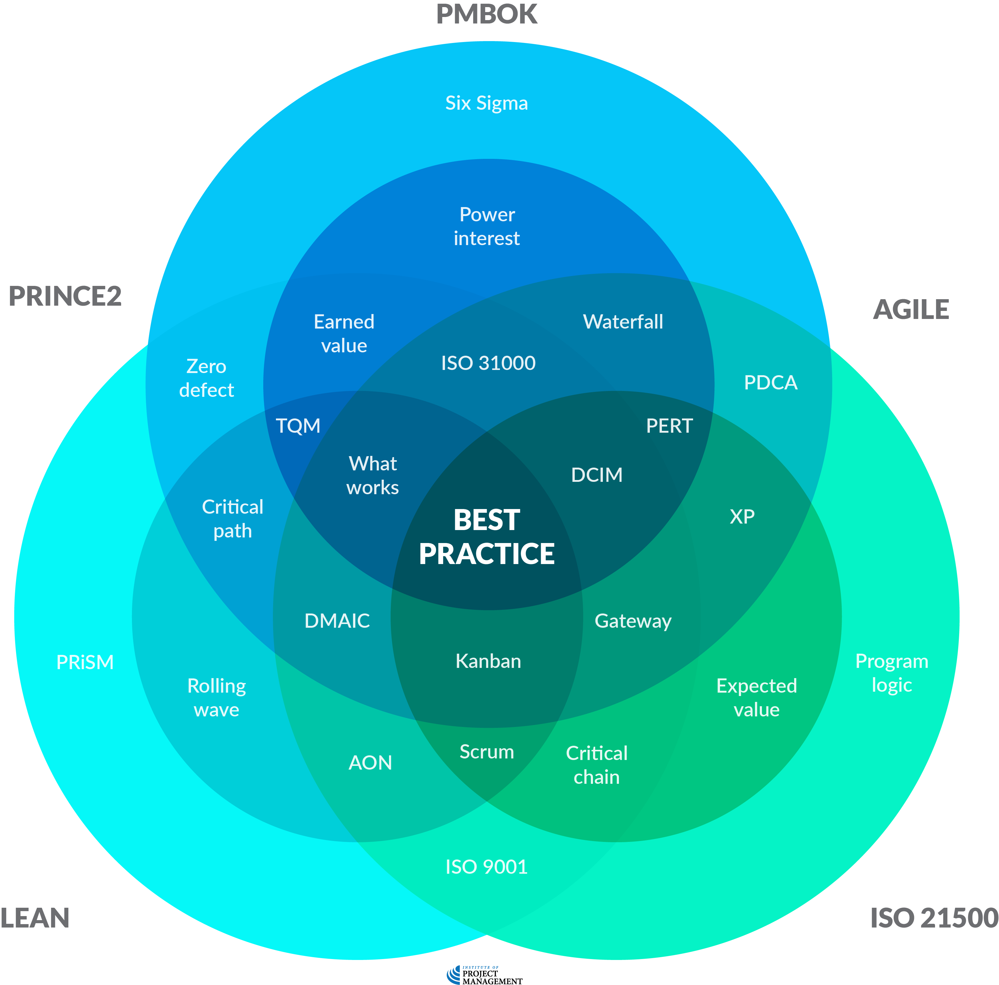 PMBOK
Six Sigma
Power
interest
PRINCE2
AGILE
Earned
value
Waterfall
ISO 31000
Zero
defect
PDCA
TQM
PERT
What
works
DCIM
Critical
path
XP
BEST
PRACTICE
DMAIC
Gateway
PRiSM
Kanban
Program
logic
Rolling
wave
Expected
value
AON
Scrum
Critical
chain
ISO 9001
LEAN
ISO 21500
INSTITUTE OF
PROJECT
MANAGEMENT